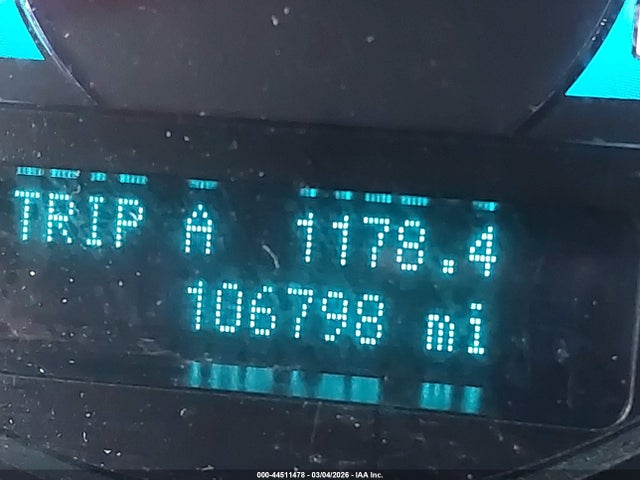 TRIP A 1178.4
106798 mi
000-44511478 - 03/04/2026 - IAA Inc.